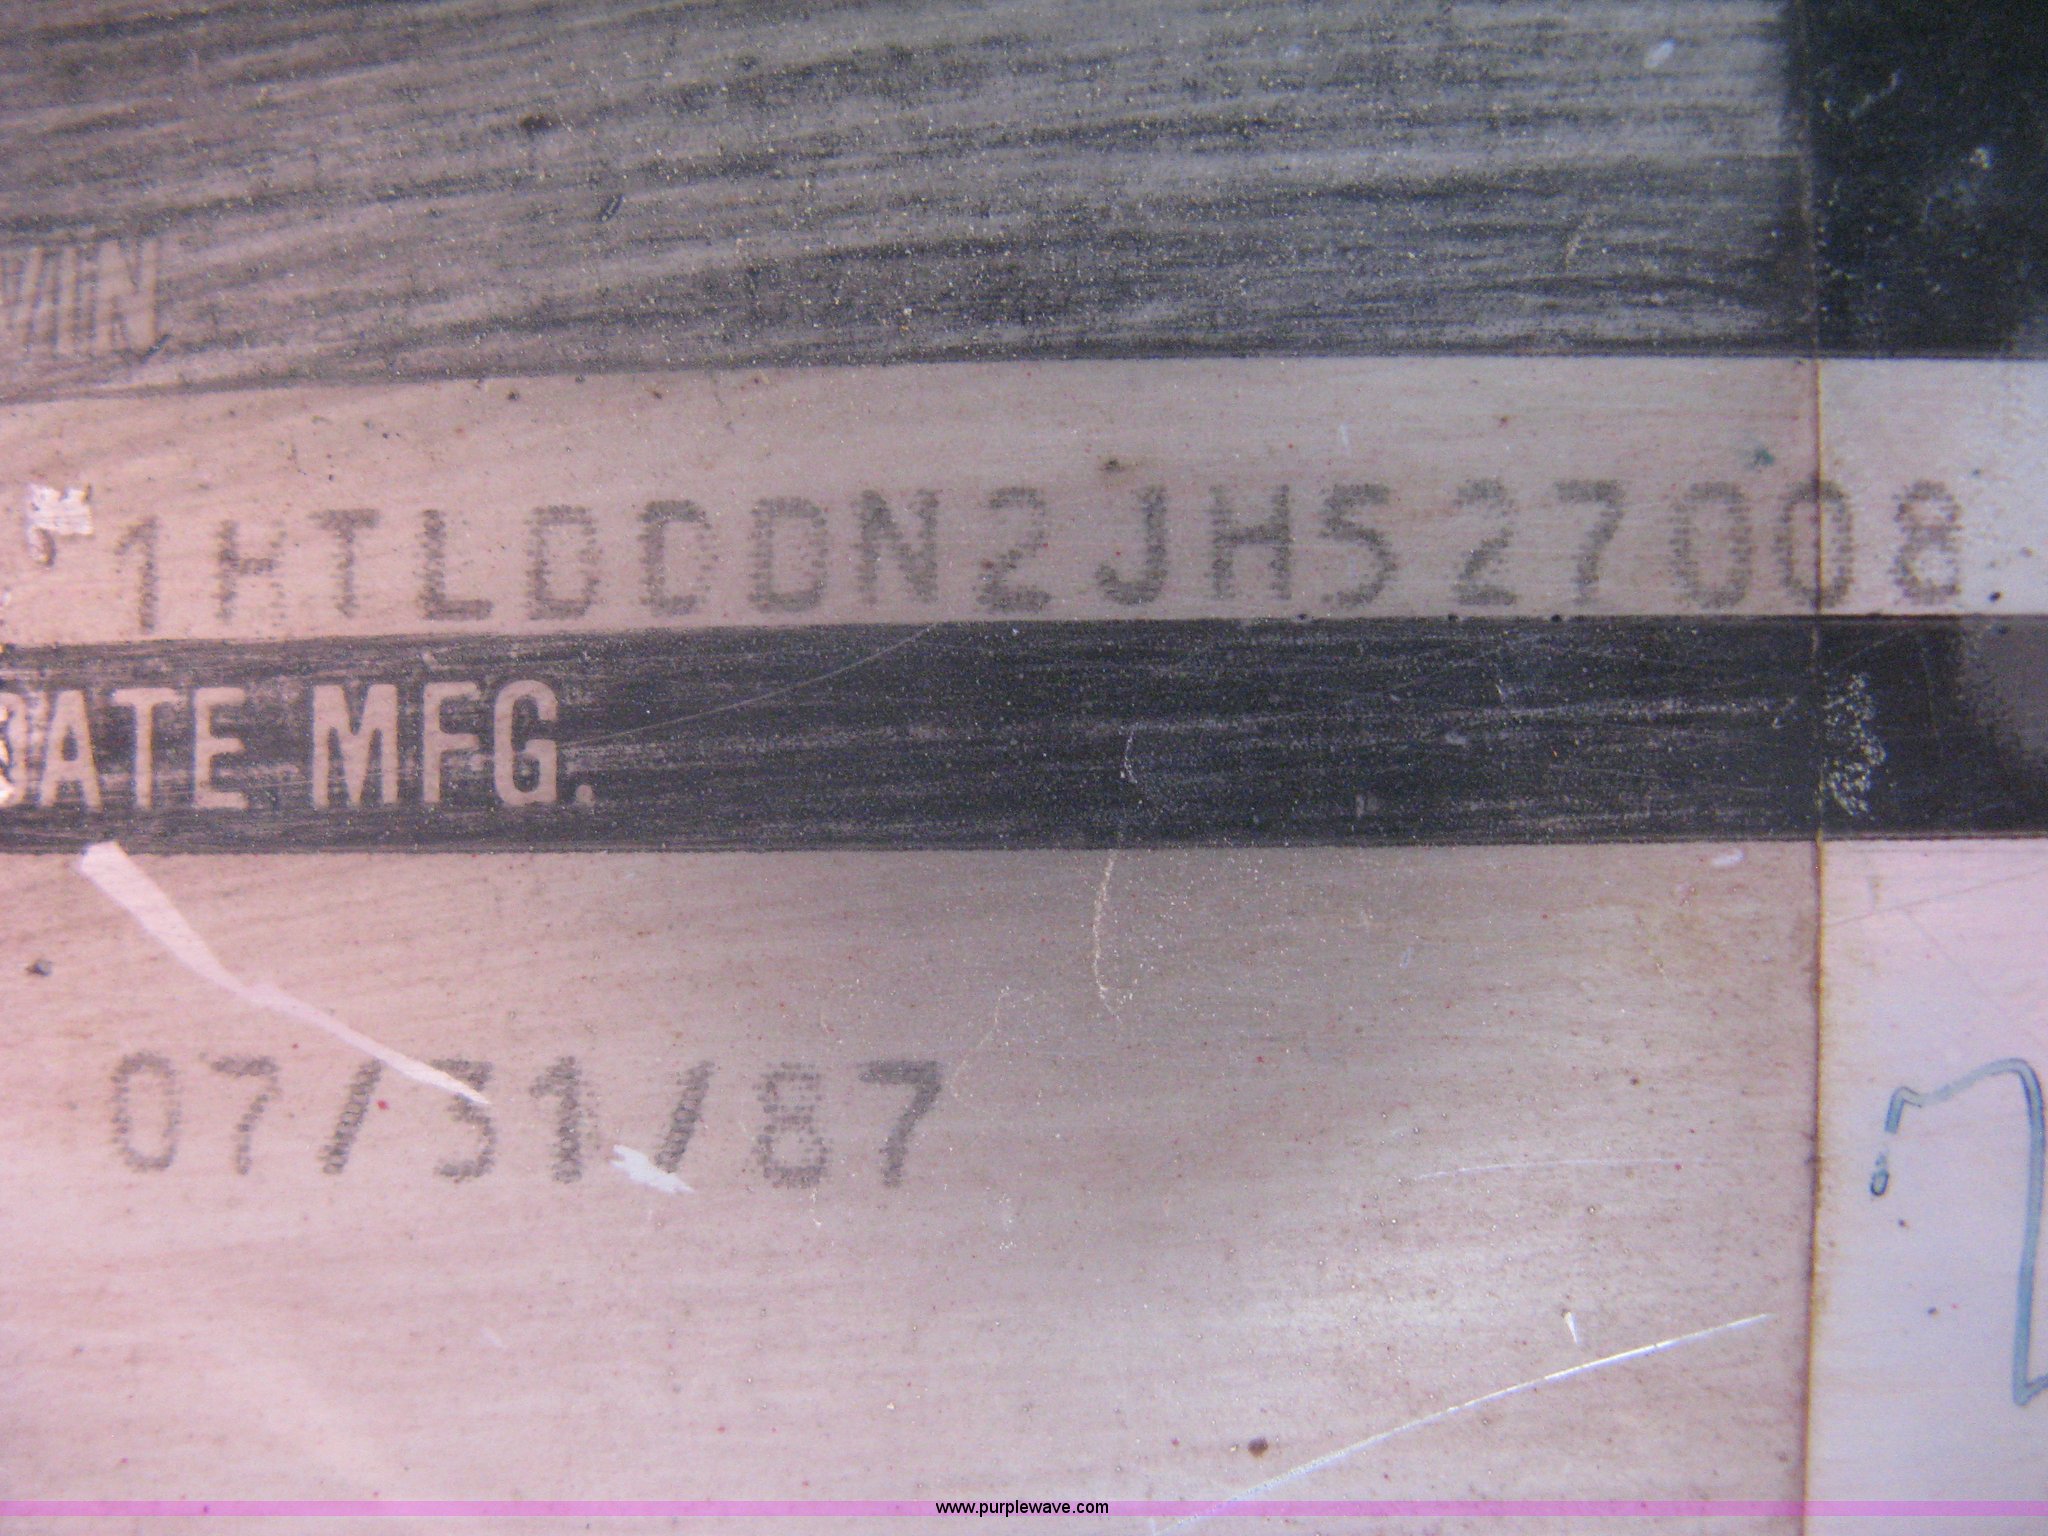 VIN
1HTLDDDN2JH527008
DATE MFG.
07/31/87
www.purplewave.com